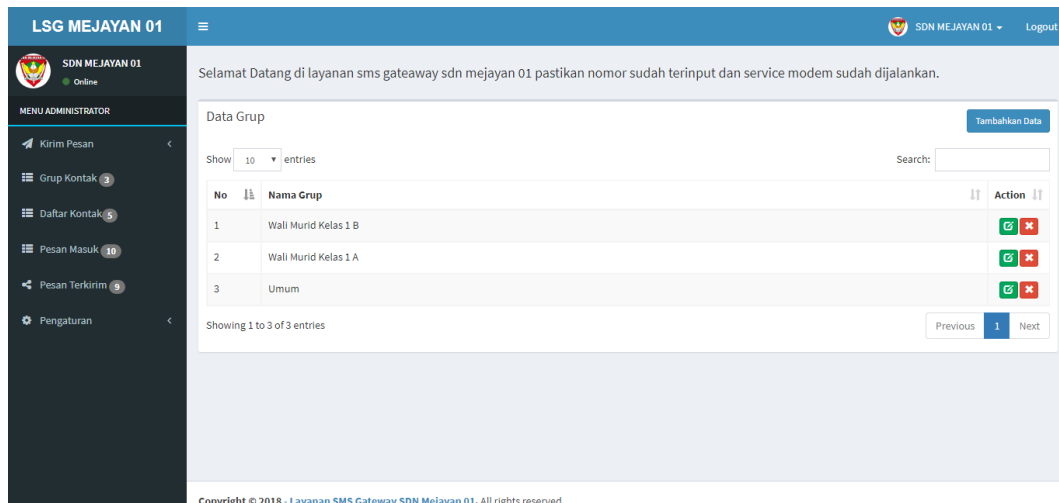 LSG MEJAYAN 01
SDN MEJAYAN 01
Logout
SDN MEJAYAN 01
Online
MENU ADMINISTRATOR
Kirim Pesan
Grup Kontak 3
Daftar Kontak 5
Pesan Masuk 10
Pesan Terkirim 9
Pengaturan
Selamat Datang di layanan sms gateaway sdn mejayan 01 pastikan nomor sudah terinput dan service modem sudah dijalankan.
Data Grup
Tambahkan Data
Show 10 entries
Search:
No Nama Grup Action
1 Wali Murid Kelas 1 B
2 Wali Murid Kelas 1 A
3 Umum
Showing 1 to 3 of 3 entries
Previous 1 Next
Copyright © 2018 - Layanan SMS Gateway SDN Mejayan 01. All rights reserved